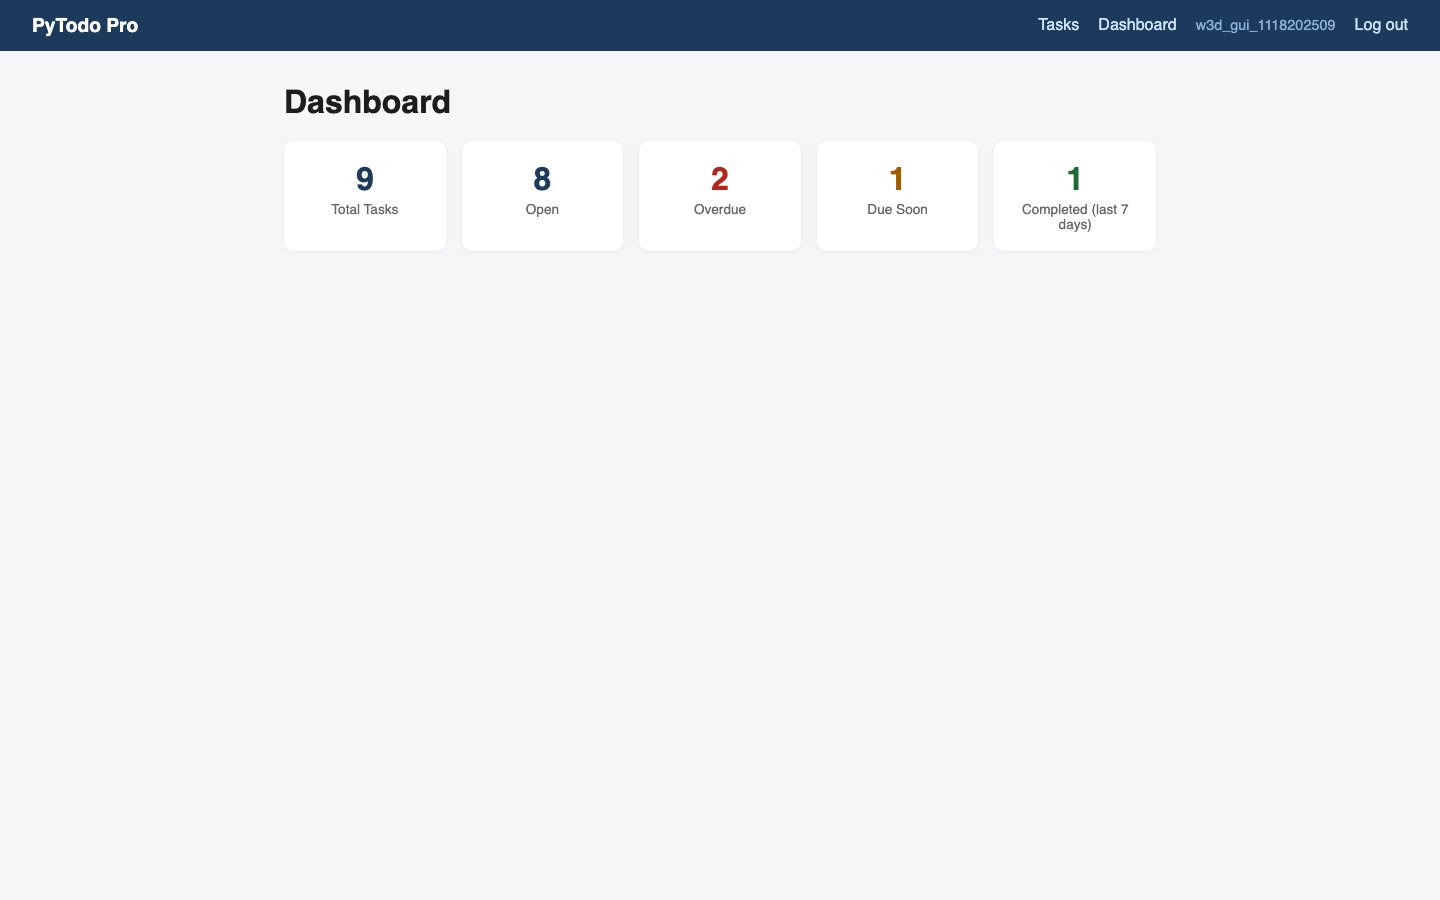 PyTodo Pro
Tasks Dashboard w3d_gui_1118202509 Log out
Dashboard
9
Total Tasks
8
Open
2
Overdue
1
Due Soon
1
Completed (last 7
days)